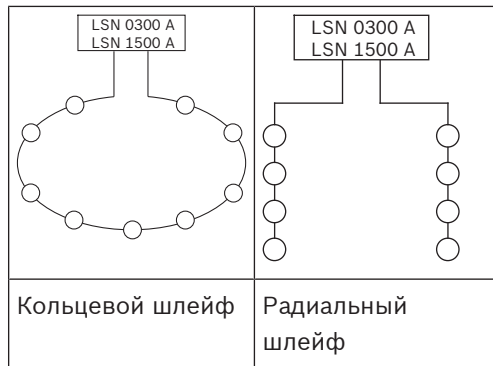 LSN 0300 A
LSN 1500 A
LSN 0300 A
LSN 1500 A
Кольцевой шлейф
Радиальный
шлейф